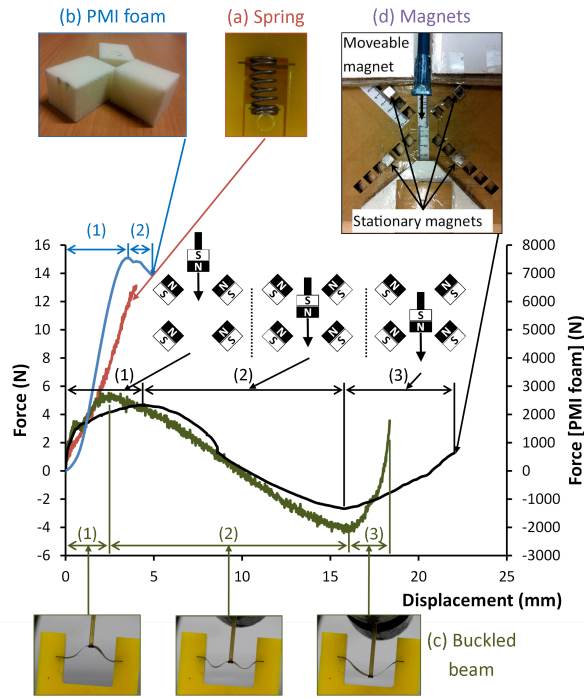 (b) PMI foam
(a) Spring
(d) Magnets
Moveable
magnet
Stationary magnets
(1)
(2)
16
14
12
10
8
6
4
2
0
-2
-4
-6
Force (N)
8000
7000
6000
5000
4000
3000
2000
1000
0
-1000
-2000
-3000
Force [PMI foam] (N)
S
N
N
S
N
S
N
S
N
S
S
N
N
S
N
S
N
S
N
S
S
N
N
S
N
S
N
S
N
S
(1)
(2)
(3)
(1)
(2)
(3)
0
5
10
15
20
25
Displacement (mm)
(c) Buckled
beam